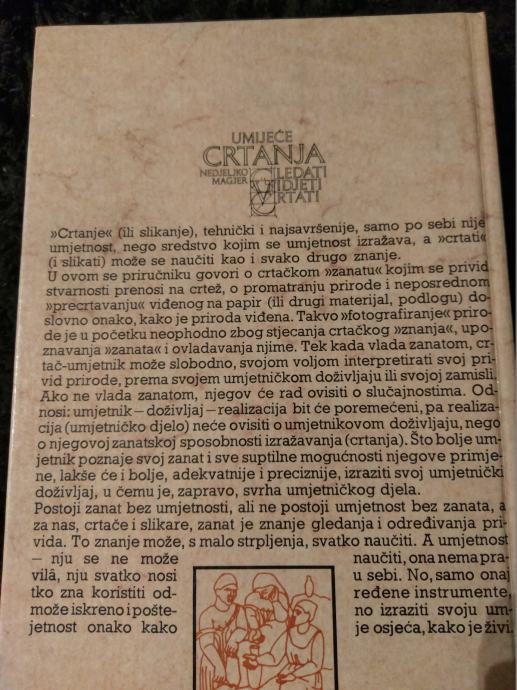 UMIJEĆE
CRTANJA
NEDJELJKO
MAGJER
GLEDATI
VIDJETI
CRTATI
»Crtanje« (ili slikanje), tehnički i najsavršenije, samo po sebi nije
umjetnost, nego sredstvo kojim se umjetnost izražava, a »crtati«
(i slikati) može se naučiti kao i svako drugo znanje.
U ovom se priručniku govori o crtačkom »zanatu« kojim se privid
stvarnosti prenosi na crtež, o promatranju prirode i neposrednom
»precrtavanju« viđenog na papir (ili drugi materijal, podlogu) do-
slovno onako, kako je priroda viđena. Takvo »fotografiranje« priro-
de je u početku neophodno zbog stjecanja crtačkog »znanja«, upo-
znavanja »zanata« i ovladavanja njime. Tek kada vlada zanatom, cr-
tač-umjetnik može slobodno, svojom voljom interpretirati svoj pri-
vid prirode, prema svojem umjetničkom doživljaju ili svojoj zamisli.
Ako ne vlada zanatom, njegov će rad ovisiti o slučajnostima. Od-
nosi: umjetnik – doživljaj – realizacija bit će poremećeni, pa realiza-
cija (umjetničko djelo) neće ovisiti o umjetnikovom doživljaju, nego
o njegovoj zanatskoj sposobnosti izražavanja (crtanja). Što bolje um-
jetnik poznaje svoj zanat i sve suptilne mogućnosti njegove primje-
ne, lakše će i bolje, adekvatnije i preciznije, izraziti svoj umjetnički
doživljaj, u čemu je, zapravo, svrha umjetničkog djela.
Postoji zanat bez umjetnosti, ali ne postoji umjetnost bez zanata, a
za nas, crtače i slikare, zanat je znanje gledanja i određivanja pri-
vida. To znanje može, s malo strpljenja, svatko naučiti. A umjetnost
– nju se ne može naučiti, ona nema pra-
vilâ, nju svatko nosi u sebi. No, samo onaj
tko zna koristiti od- ređene instrumente,
može iskreno i pošte- no izraziti svoju um-
jetnost onako kako je osjeća, kako je živi.